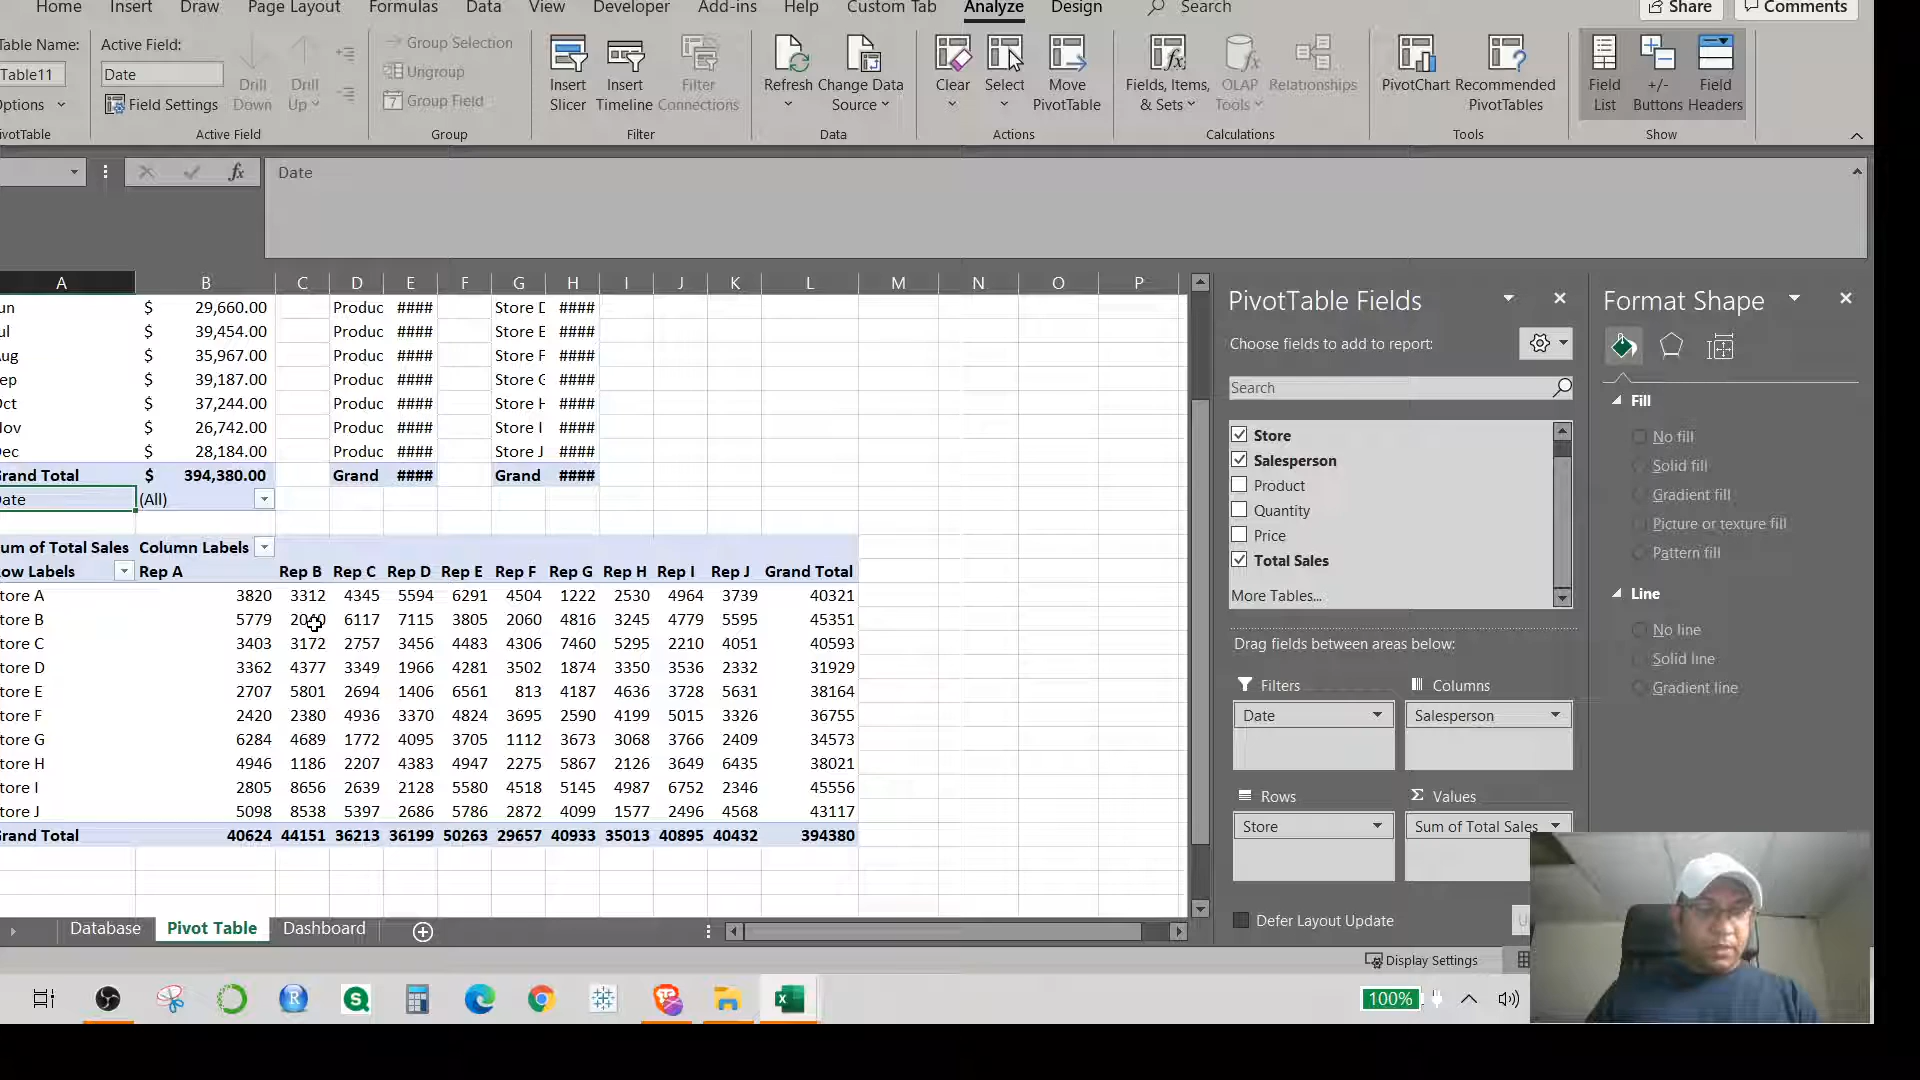 Home Insert Draw Page Layout Formulas Data View Developer Add-ins Help Custom Tab Analyze Design Search Share Comments
Table Name: Active Field: Group Selection
Table11 Date Drill Down Drill Up Ungroup Insert Slicer Insert Timeline Filter Connections Refresh Change Data Source Clear Select Move PivotTable Fields, Items, & Sets OLAP Tools Relationships PivotChart Recommended PivotTables Field List +/- Buttons Field Headers
Options Field Settings Group Field
PivotTable Active Field Group Filter Data Actions Calculations Tools Show
fx Date
A B C D E F G H I J K L M N O P
un $ 29,660.00 Produc #### Store D ####
ul $ 39,454.00 Produc #### Store E ####
ug $ 35,967.00 Produc #### Store F ####
ep $ 39,187.00 Produc #### Store G ####
Oct $ 37,244.00 Produc #### Store H ####
ov $ 26,742.00 Produc #### Store I ####
Dec $ 28,184.00 Produc #### Store J ####
Grand Total $ 394,380.00 Grand #### Grand ####
Date (All)
um of Total Sales Column Labels
ow Labels Rep A Rep B Rep C Rep D Rep E Rep F Rep G Rep H Rep I Rep J Grand Total
tore A 3820 3312 4345 5594 6291 4504 1222 2530 4964 3739 40321
tore B 5779 6117 7115 3805 2060 4816 3245 4779 5595 45351
tore C 3403 3172 2757 3456 4483 4306 7460 5295 2210 4051 40593
tore D 3362 4377 3349 1966 4281 3502 1874 3350 3536 2332 31929
tore E 2707 5801 2694 1406 6561 813 4187 4636 3728 5631 38164
tore F 2420 2380 4936 3370 4824 3695 2590 4199 5015 3326 36755
tore G 6284 4689 1772 4095 3705 1112 3673 3068 3766 2409 34573
tore H 4946 1186 2207 4383 4947 2275 5867 2126 3649 6435 38021
tore I 2805 8656 2639 2128 5580 4518 5145 4987 6752 2346 45556
tore J 5098 8538 5397 2686 5786 2872 4099 1577 2496 4568 43117
Grand Total 40624 44151 36213 36199 50263 29657 40933 35013 40895 40432 394380
Database Pivot Table Dashboard
PivotTable Fields
Choose fields to add to report:
Search
Store
Salesperson
Product
Quantity
Price
Total Sales
More Tables...
Drag fields between areas below:
Filters Columns
Date Salesperson
Rows Σ Values
Store Sum of Total Sales
Defer Layout Update U
Format Shape
Fill
No fill
Solid fill
Gradient fill
Picture or texture fill
Pattern fill
Line
No line
Solid line
Gradient line
Display Settings
R S 100%